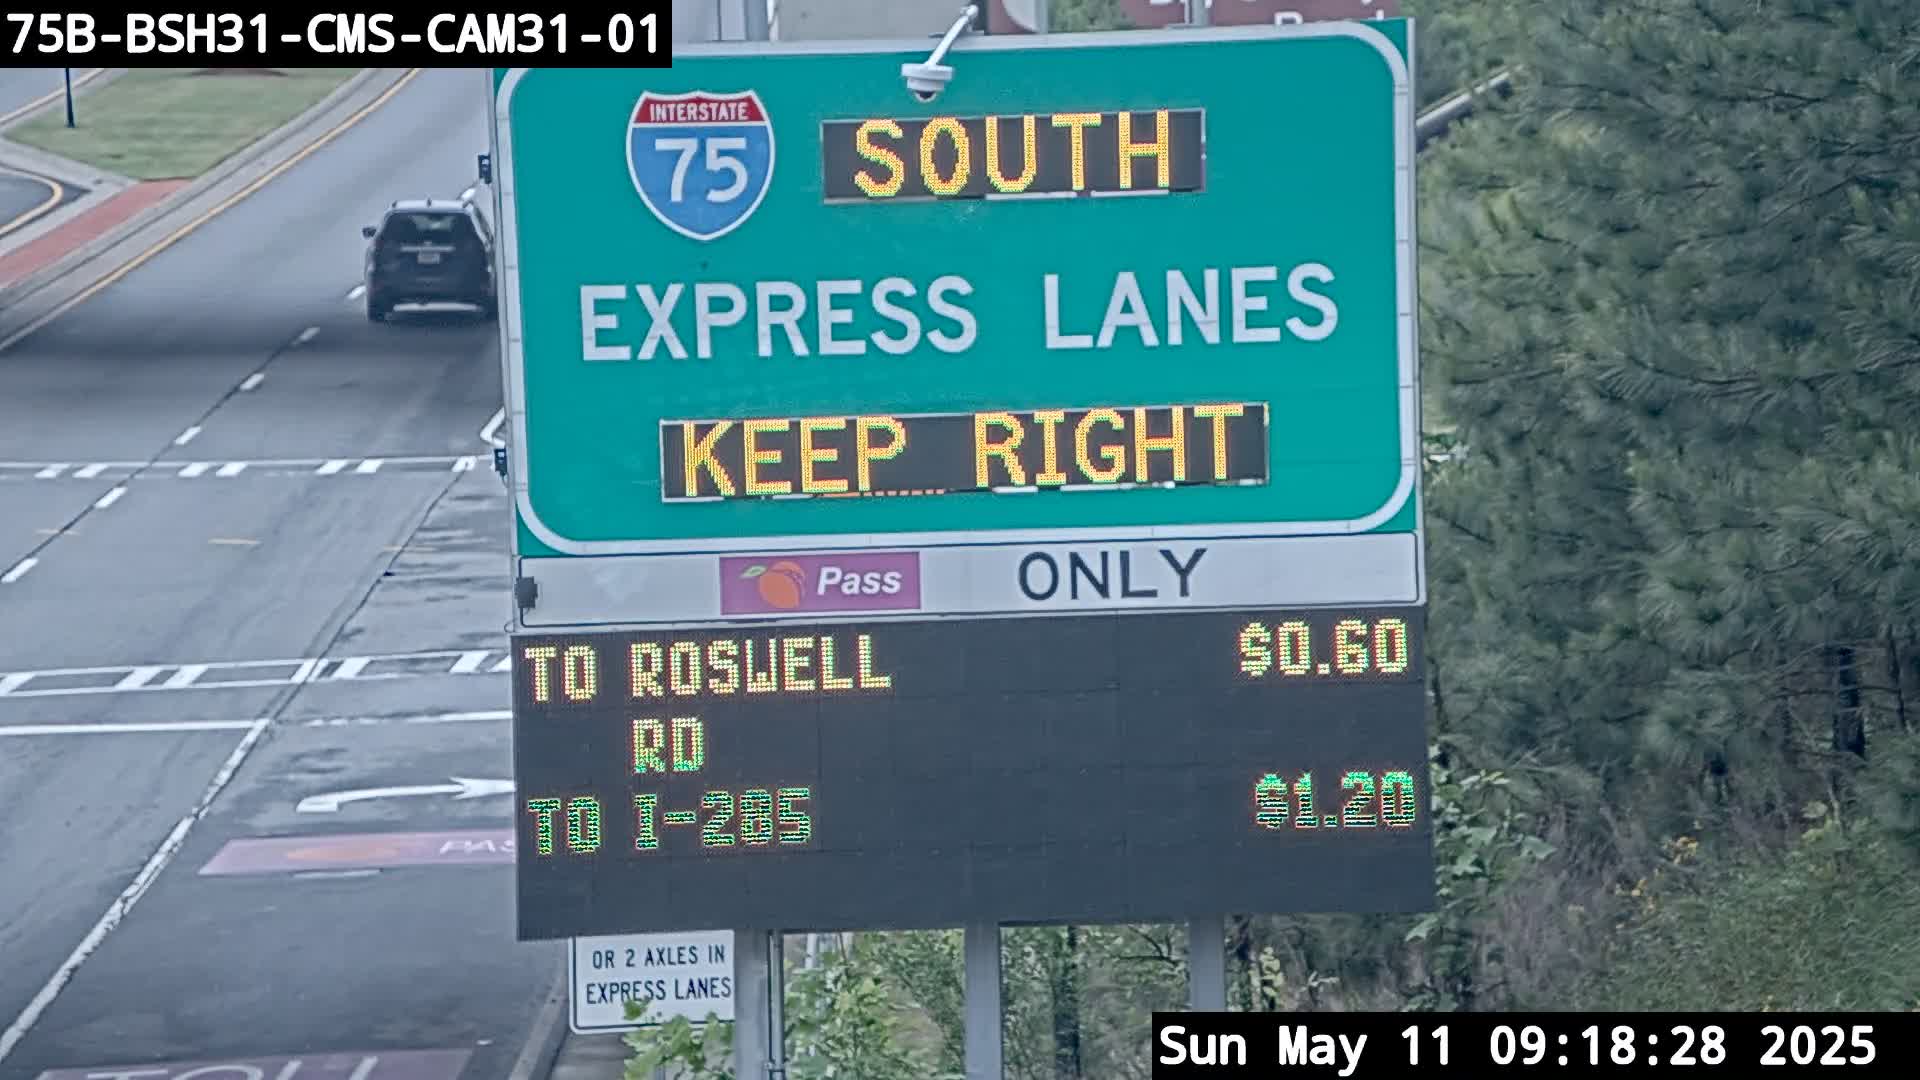 75B-BSH31-CMS-CAM31-01
INTERSTATE
75
SOUTH
EXPRESS LANES
KEEP RIGHT
Pass
ONLY
TO ROSWELL $0.60
RD
TO I-285 $1.20
OR 2 AXLES IN
EXPRESS LANES
Sun May 11 09:18:28 2025